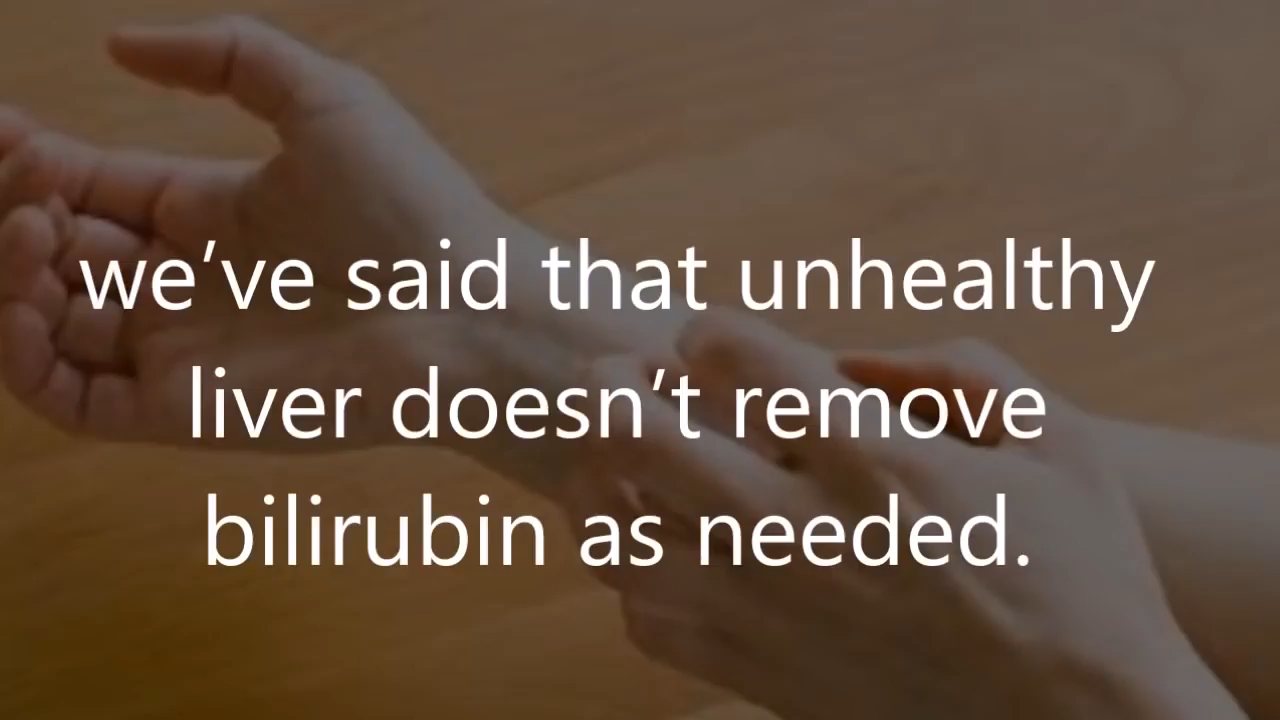 we’ve said that unhealthy
liver doesn’t remove
bilirubin as needed.